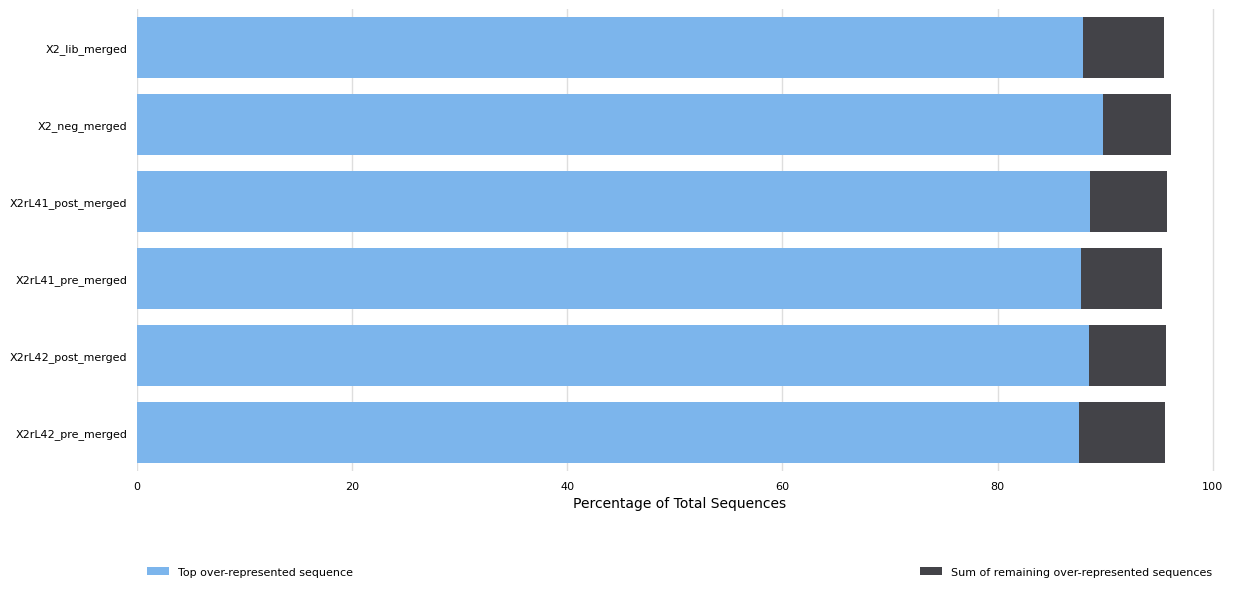 X2_lib_merged
X2_neg_merged
X2rL41_post_merged
X2rL41_pre_merged
X2rL42_post_merged
X2rL42_pre_merged
0 20 40 60 80 100
Percentage of Total Sequences
Top over-represented sequence Sum of remaining over-represented sequences